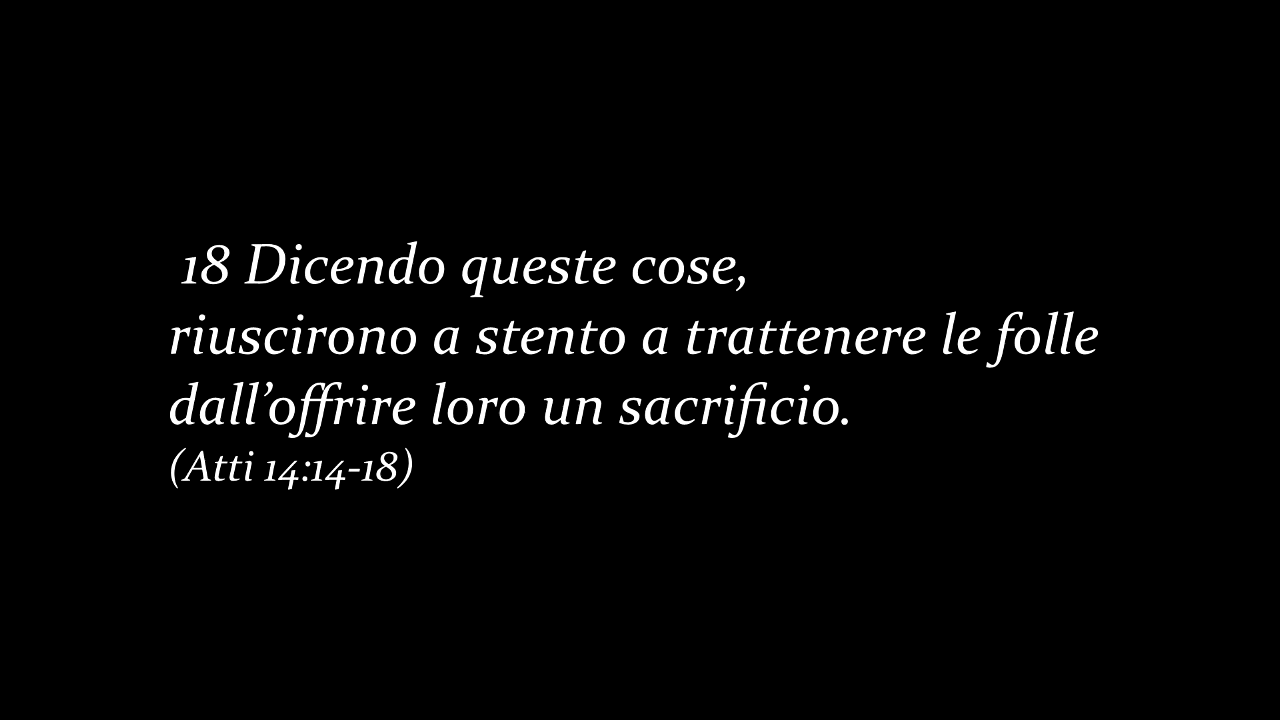 18 Dicendo queste cose,
riuscirono a stento a trattenere le folle
dall’offrire loro un sacrificio.
(Atti 14:14-18)